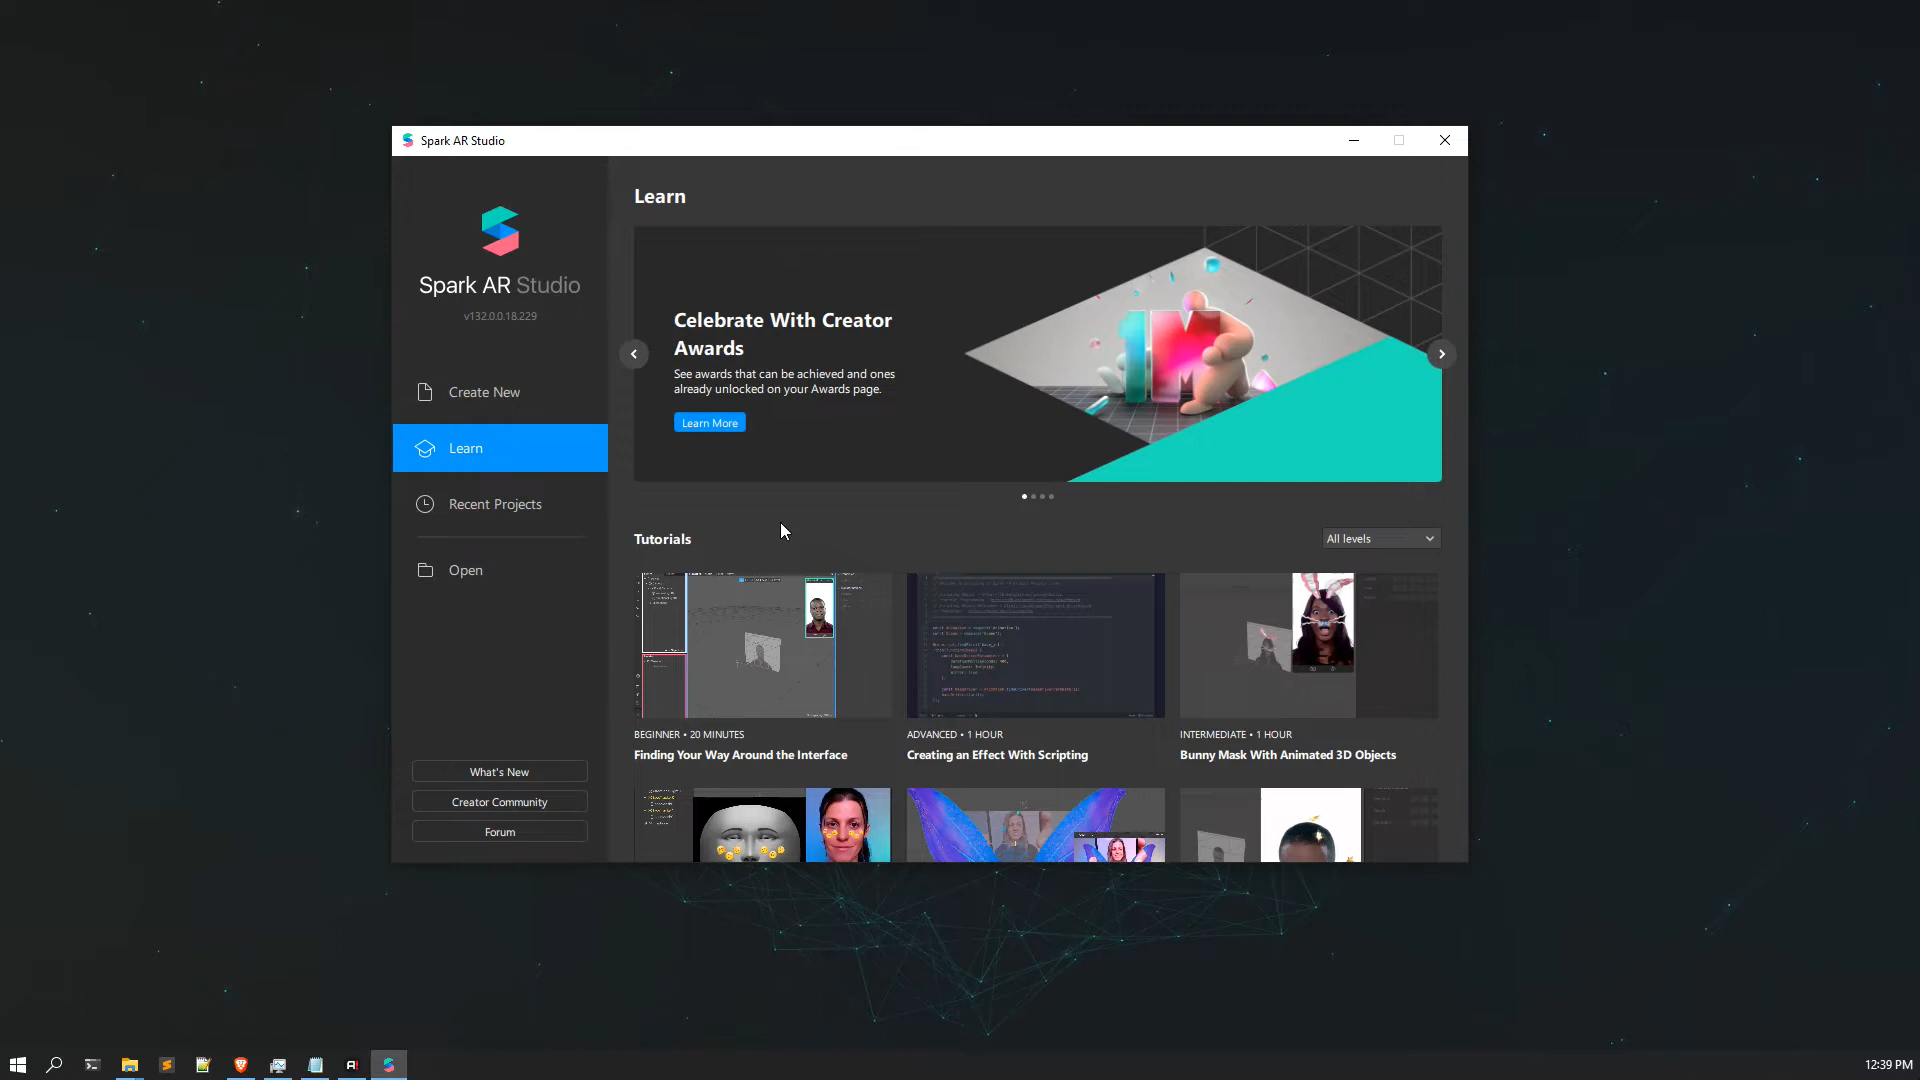 Spark AR Studio
Spark AR Studio
v132.0.0.18.229
Create New
Learn
Recent Projects
Open
What's New
Creator Community
Forum
Learn
Celebrate With Creator
Awards
See awards that can be achieved and ones
already unlocked on your Awards page.
Learn More
Tutorials
All levels
BEGINNER • 20 MINUTES
Finding Your Way Around the Interface
ADVANCED • 1 HOUR
Creating an Effect With Scripting
INTERMEDIATE • 1 HOUR
Bunny Mask With Animated 3D Objects
12:39 PM